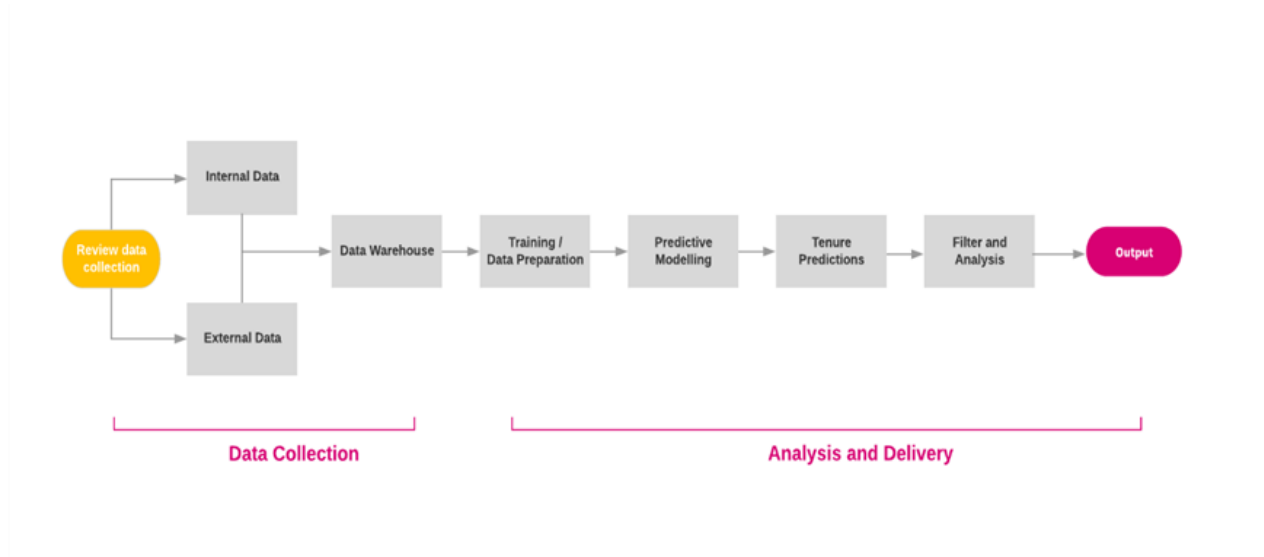 Internal Data
Review data
collection
External Data
Data Warehouse
Training /
Data Preparation
Predictive
Modelling
Tenure
Predictions
Filter and
Analysis
Output
Data Collection
Analysis and Delivery